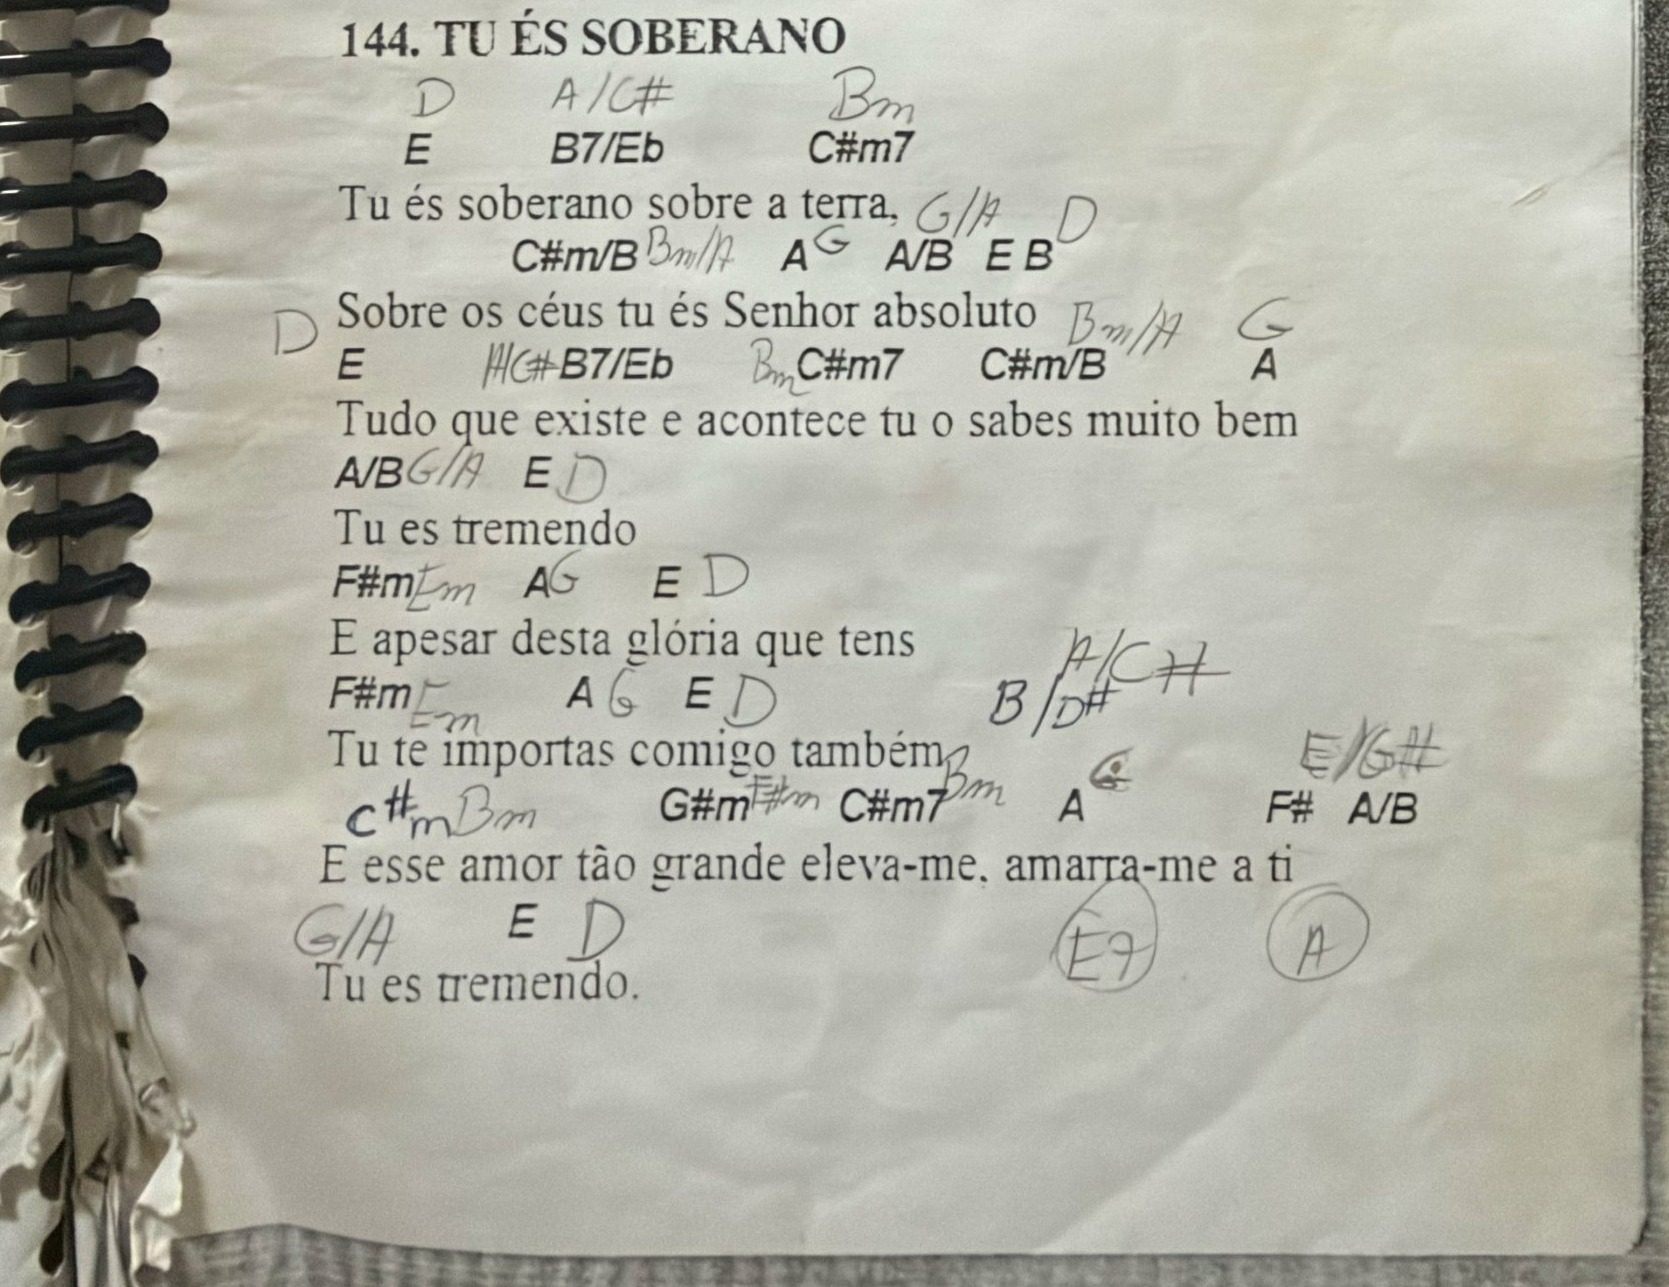 144. TU ÉS SOBERANO
D A/C# Bm
E B7/Eb C#m7
Tu és soberano sobre a terra, G/A D
C#m/B Bm/A A G A/B E B
Sobre os céus tu és Senhor absoluto Bm/A G
D E A/C# B7/Eb Bm C#m7 C#m/B A
Tudo que existe e acontece tu o sabes muito bem
A/B G/A E D
Tu es tremendo
F#m Em A G E D
E apesar desta glória que tens A/C#
F#m Em A G E D B/D#
Tu te importas comigo também, E/G#
C#m Bm G#m F#m C#m7 Bm A G F# A/B
E esse amor tão grande eleva-me, amarra-me a ti
G/A E D E7 A
Tu es tremendo.